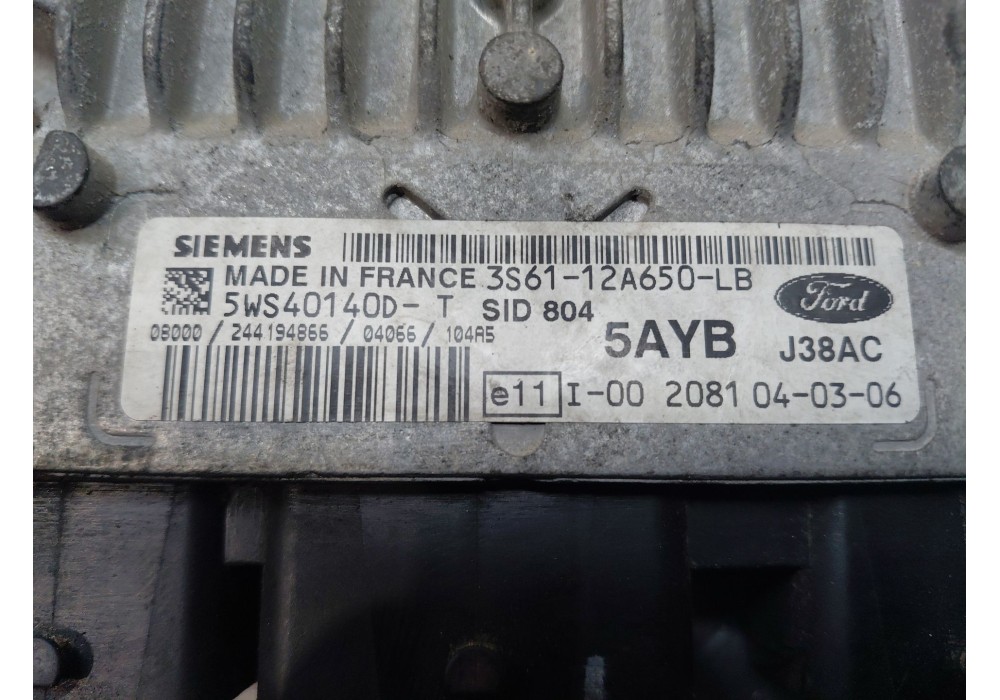 SIEMENS
MADE IN FRANCE 3S61-12A650-LB
5WS40140D-T SID 804
Ford
08000/244194866/04066/104A5
5AYB J38AC
e11 I-00 2081 04-03-06